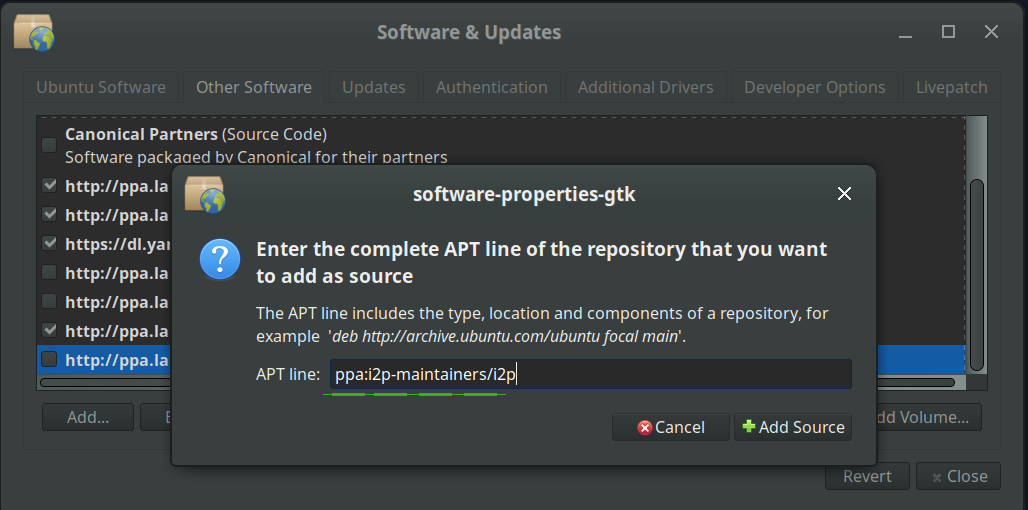 Software & Updates
Ubuntu Software Other Software Updates Authentication Additional Drivers Developer Options Livepatch
Canonical Partners (Source Code)
Software packaged by Canonical for their partners
http://ppa.la
http://ppa.la
https://dl.yar
http://ppa.la
http://ppa.la
http://ppa.la
http://ppa.la
software-properties-gtk
Enter the complete APT line of the repository that you want
to add as source
The APT line includes the type, location and components of a repository, for
example 'deb http://archive.ubuntu.com/ubuntu focal main'.
APT line: ppa:i2p-maintainers/i2p
Cancel Add Source
Add... Volume...
Revert Close